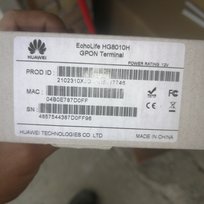 EchoLife HG8010H
GPON Terminal
HUAWEI
POWER RATING: 12V
PROD ID :
MAC :
04BGE787D0FF
SN :
4857544387D0FF96
HUAWEI TECHNOLOGIES CO., LTD.
MADE IN CHINA